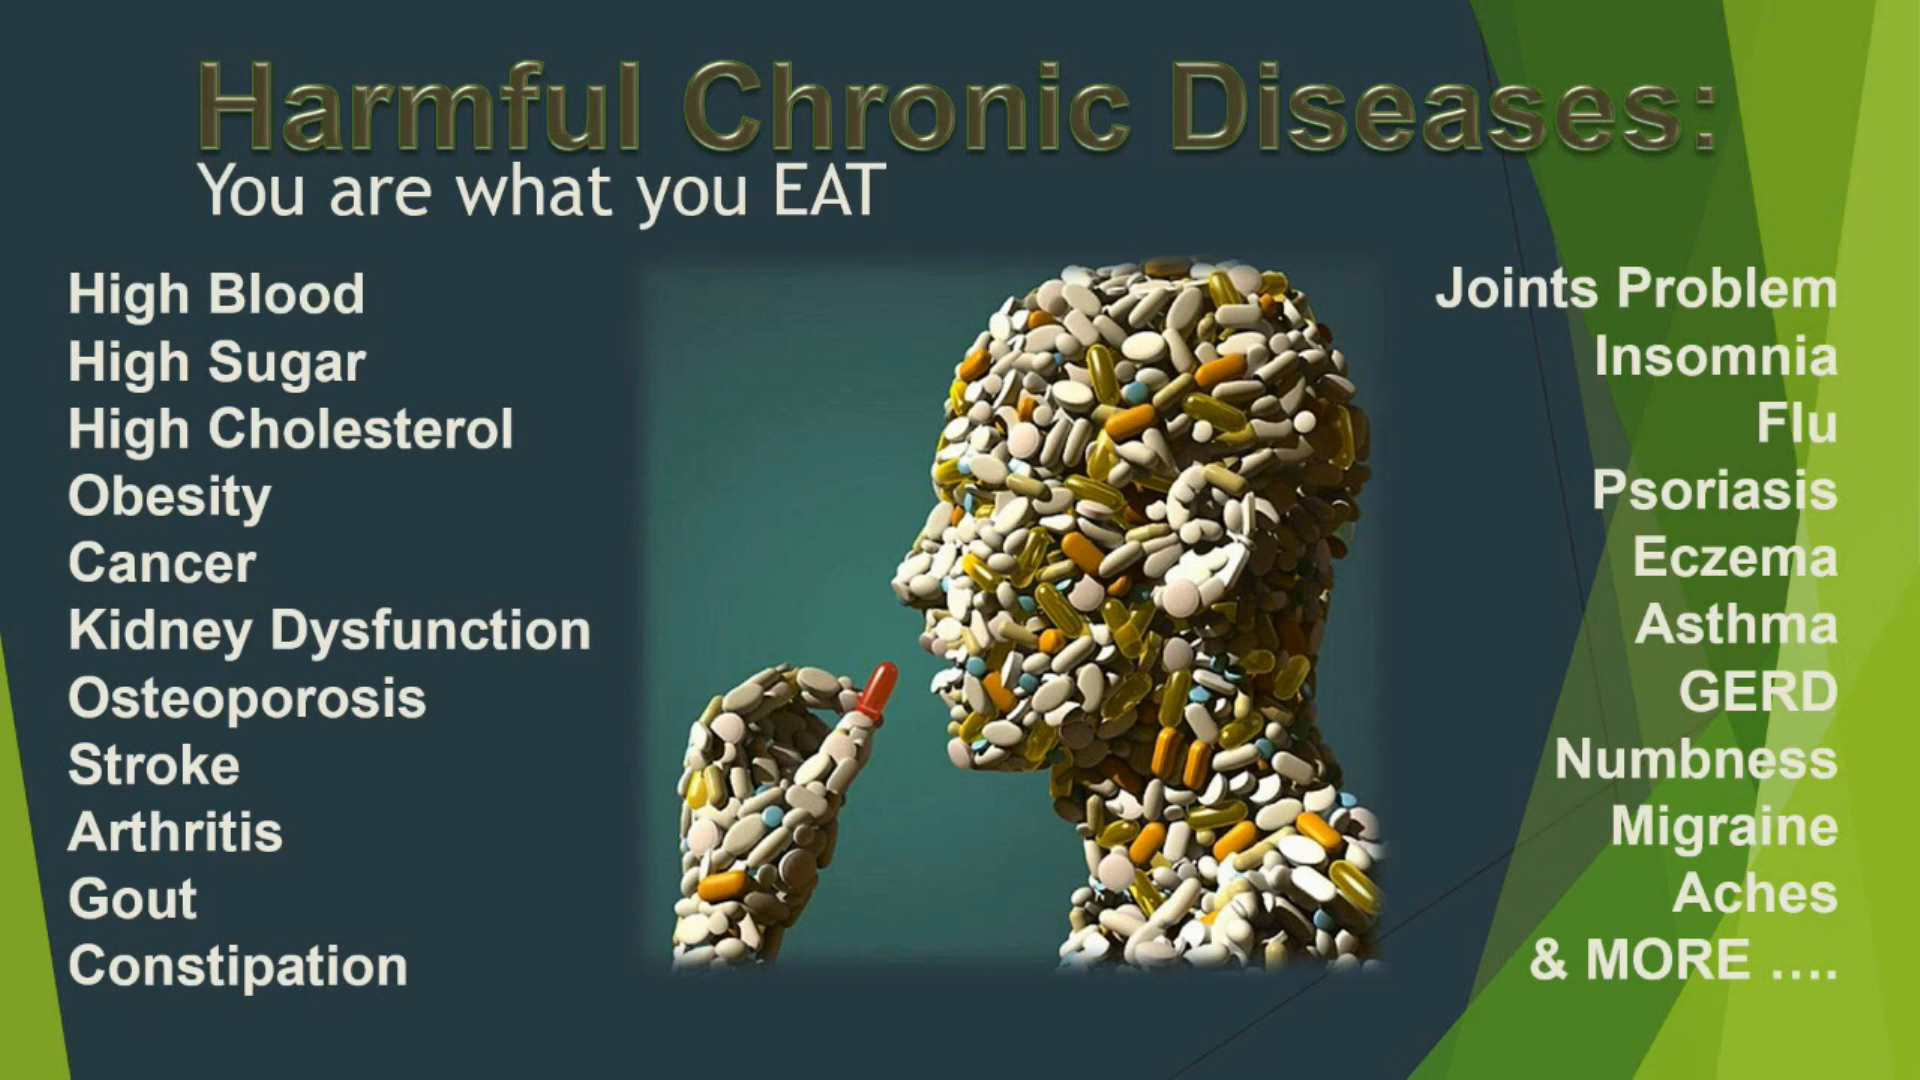 Harmful Chronic Diseases:
You are what you EAT
High Blood
High Sugar
High Cholesterol
Obesity
Cancer
Kidney Dysfunction
Osteoporosis
Stroke
Arthritis
Gout
Constipation
Joints Problem
Insomnia
Flu
Psoriasis
Eczema
Asthma
GERD
Numbness
Migraine
Aches
& MORE ....